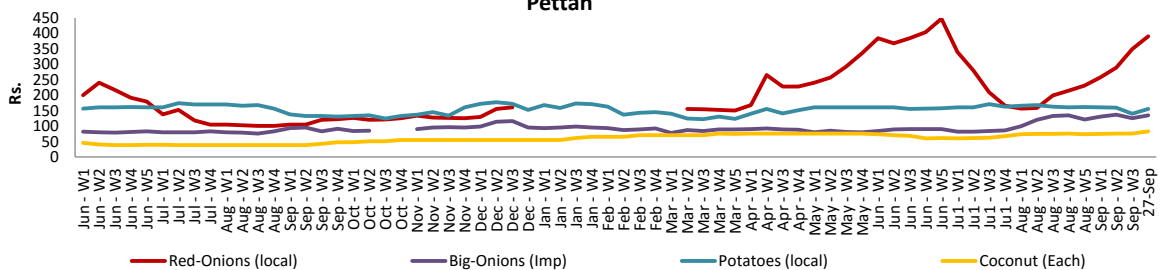 Pettah
450
400
350
300
250
200
150
100
50
0
Rs.
Jun - W1
Jun - W2
Jun - W3
Jun - W4
Jun - W5
Jul - W1
Jul - W2
Jul - W3
Jul - W4
Aug - W1
Aug - W2
Aug - W3
Aug - W4
Sep - W1
Sep - W2
Sep - W3
Sep - W4
Oct - W1
Oct - W2
Oct - W3
Oct - W4
Nov - W1
Nov - W2
Nov - W3
Nov - W4
Dec - W1
Dec - W2
Dec - W3
Dec - W4
Jan - W1
Jan - W2
Jan - W3
Jan - W4
Feb - W1
Feb - W2
Feb - W3
Feb - W4
Mar - W1
Mar - W2
Mar - W3
Mar - W4
Mar - W5
Apr - W1
Apr - W2
Apr - W3
Apr - W4
May - W1
May - W2
May - W3
May - W4
Jun - W1
Jun - W2
Jun - W3
Jun - W4
Jun - W5
Ju1 - W1
Ju1 - W2
Ju1 - W3
Ju1 - W4
Aug - W1
Aug - W2
Aug - W3
Aug - W4
Aug - W5
Sep - W1
Sep - W2
Sep - W3
27-Sep
Red-Onions (local)
Big-Onions (Imp)
Potatoes (local)
Coconut (Each)